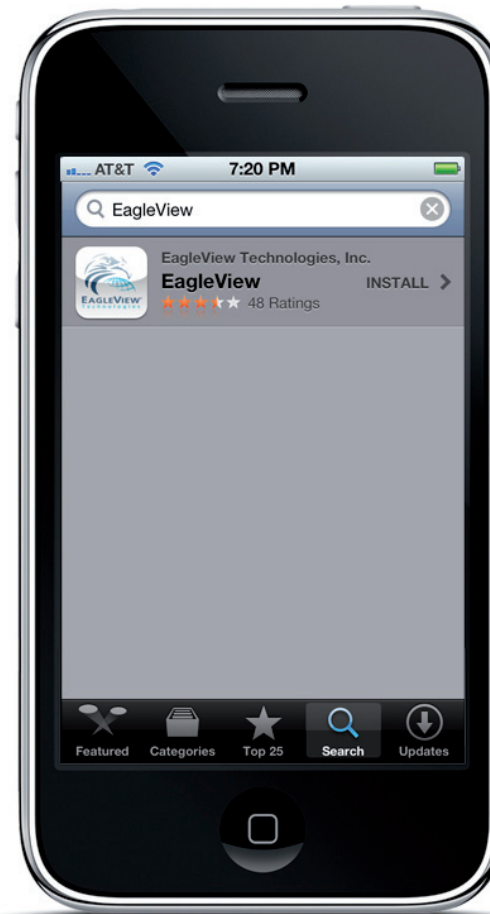 AT&T 7:20 PM
EagleView
EagleView Technologies, Inc.
EagleView INSTALL
48 Ratings
EAGLEVIEW
Technologies
Featured Categories Top 25 Search Updates